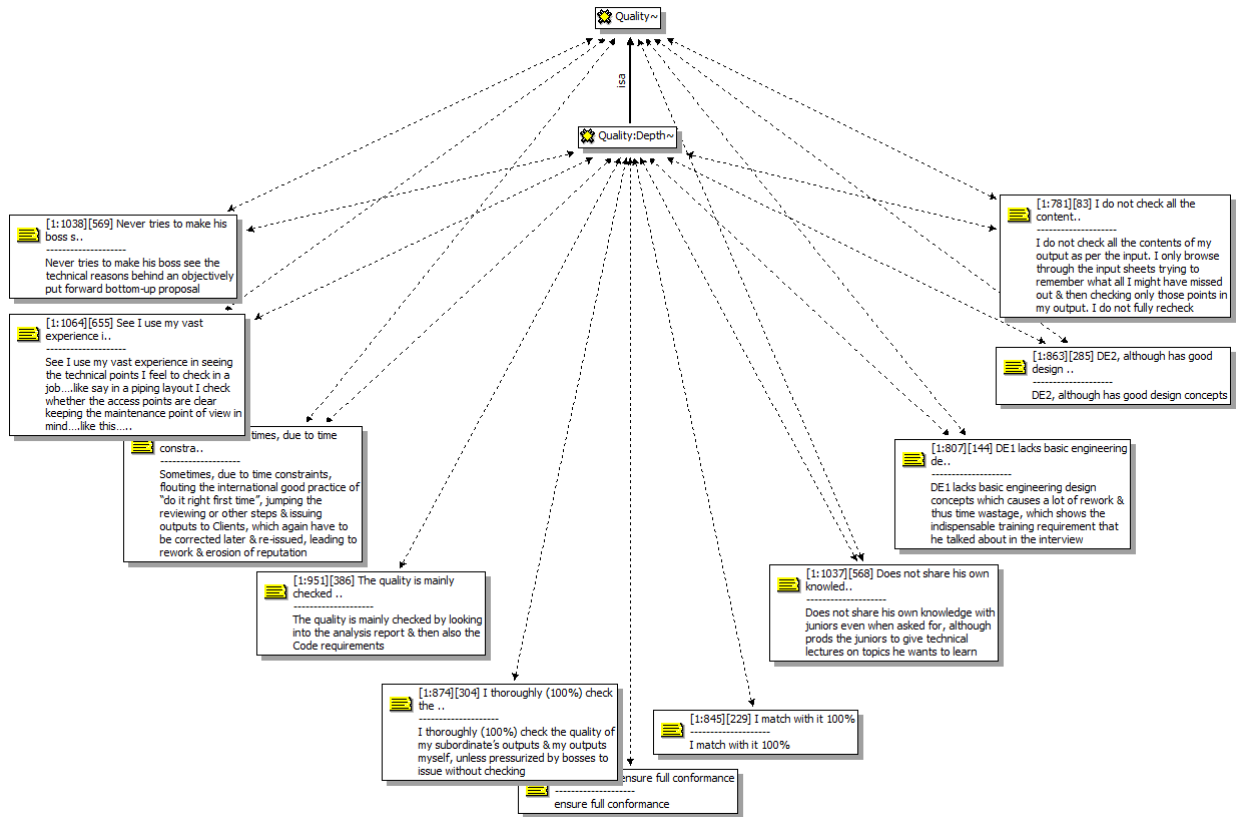 Quality~
isa
Quality:Depth~
[1:1038][569] Never tries to make his
boss s..
--------------------
Never tries to make his boss see the
technical reasons behind an objectively
put forward bottom-up proposal
[1:781][83] I do not check all the
content..
--------------------
I do not check all the contents of my
output as per the input. I only browse
through the input sheets trying to
remember what all I might have missed
out & then checking only those points in
my output. I do not fully recheck
[1:1064][655] See I use my vast
experience i..
--------------------
See I use my vast experience in seeing
the technical points I feel to check in a
job....like say in a piping layout I check
whether the access points are clear
keeping the maintenance point of view in
mind....like this.....
[1:863][285] DE2, although has good
design ..
--------------------
DE2, although has good design concepts
times, due to time
constra..
--------------------
Sometimes, due to time constraints,
flouting the international good practice of
“do it right first time”, jumping the
reviewing or other steps & issuing
outputs to Clients, which again have to
be corrected later & re-issued, leading to
rework & erosion of reputation
[1:807][144] DE1 lacks basic engineering
de..
--------------------
DE1 lacks basic engineering design
concepts which causes a lot of rework &
thus time wastage, which shows the
indispensable training requirement that
he talked about in the interview
[1:951][386] The quality is mainly
checked ..
--------------------
The quality is mainly checked by looking
into the analysis report & then also the
Code requirements
[1:1037][568] Does not share his own
knowled..
--------------------
Does not share his own knowledge with
juniors even when asked for, although
prods the juniors to give technical
lectures on topics he wants to learn
[1:874][304] I thoroughly (100%) check
the ..
--------------------
I thoroughly (100%) check the quality of
my subordinate's outputs & my outputs
myself, unless pressurized by bosses to
issue without checking
[1:845][229] I match with it 100%
--------------------
I match with it 100%
ensure full conformance
--------------------
ensure full conformance